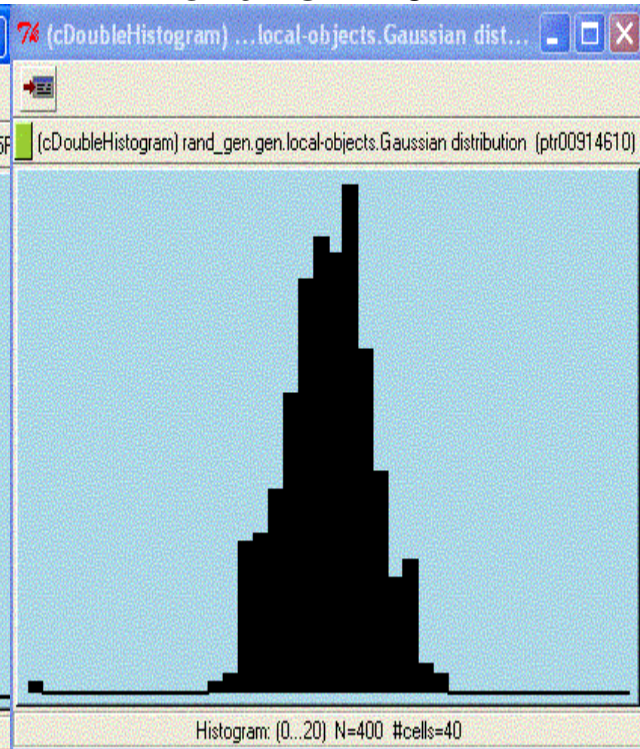 (cDoubleHistogram) ...local-objects.Gaussian dist...
(cDoubleHistogram) rand_gen.gen.local-objects.Gaussian distribution (ptr00914610)
Histogram: (0...20) N=400 #cells=40